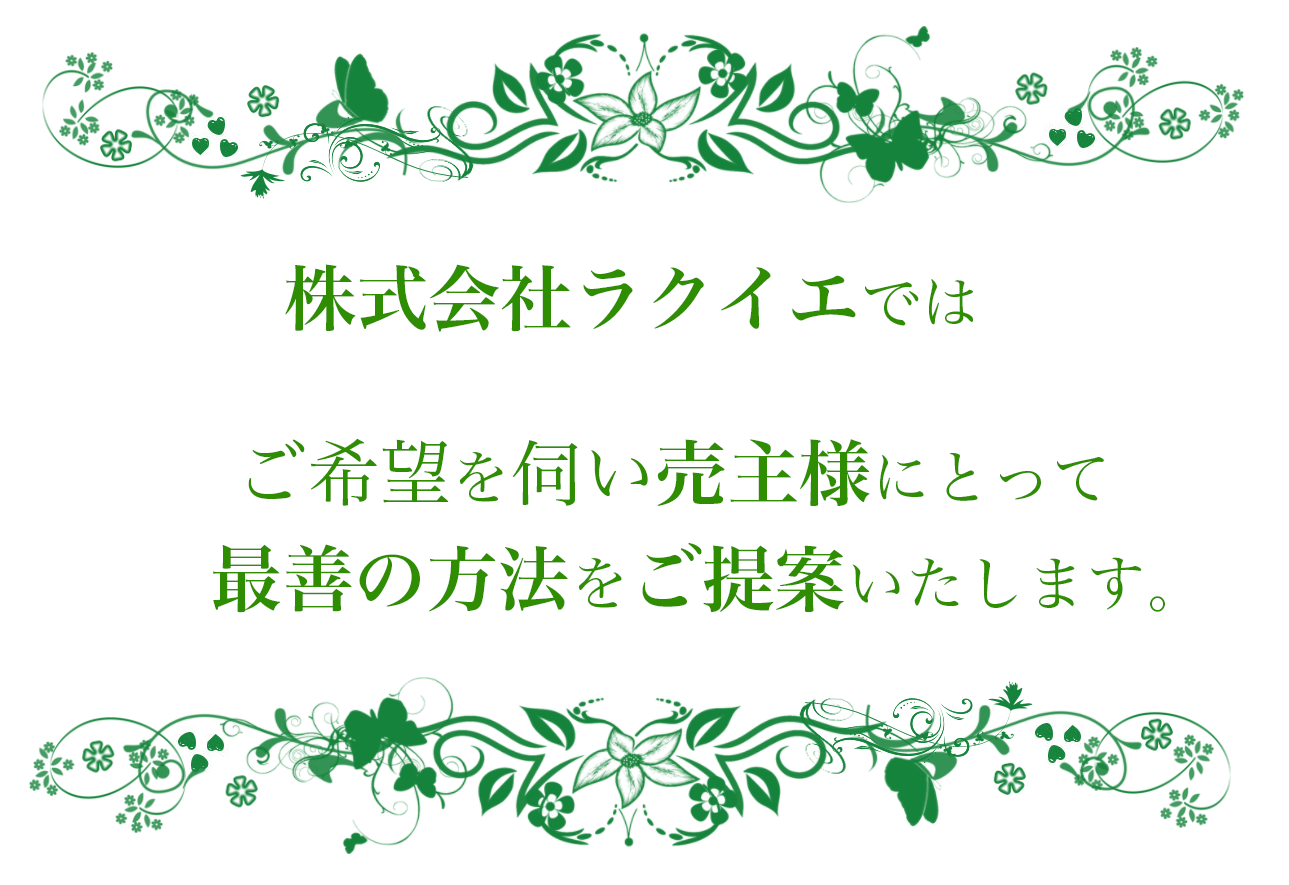 株式会社ラクイエでは
ご希望を伺い売主様にとって
最善の方法をご提案いたします。